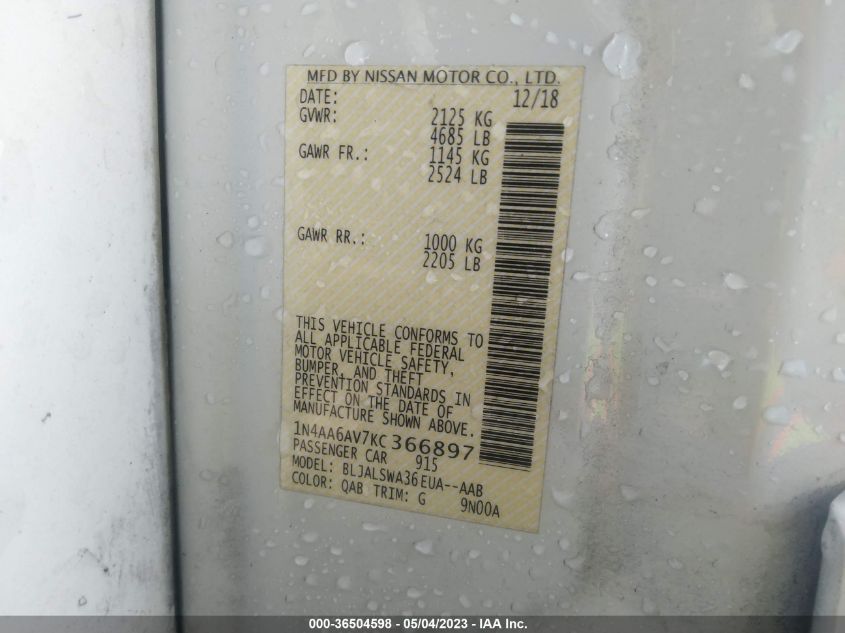 MFD BY NISSAN MOTOR CO., LTD.
DATE: 12/18
GVWR: 2125 KG
4685 LB
GAWR FR.: 1145 KG
2524 LB
GAWR RR.: 1000 KG
2205 LB
THIS VEHICLE CONFORMS TO
ALL APPLICABLE FEDERAL
MOTOR VEHICLE SAFETY,
BUMPER, AND THEFT
PREVENTION STANDARDS IN
EFFECT ON THE DATE OF
MANUFACTURE SHOWN ABOVE.
1N4AA6AV7KC366897
PASSENGER CAR 915
MODEL: BLJALSWA36EUA--AAB
COLOR: QAB TRIM: G 9N00A
000-36504598 - 05/04/2023 - IAA Inc.